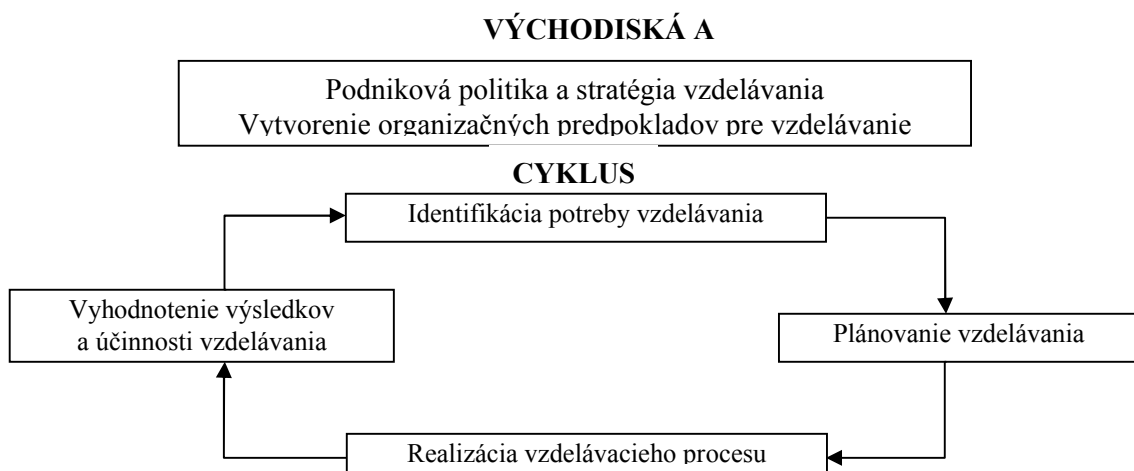 VÝCHODISKÁ A
Podniková politika a stratégia vzdelávania
Vytvorenie organizačných predpokladov pre vzdelávanie
CYKLUS
Identifikácia potreby vzdelávania
Vyhodnotenie výsledkov
a účinnosti vzdelávania
Plánovanie vzdelávania
Realizácia vzdelávacieho procesu